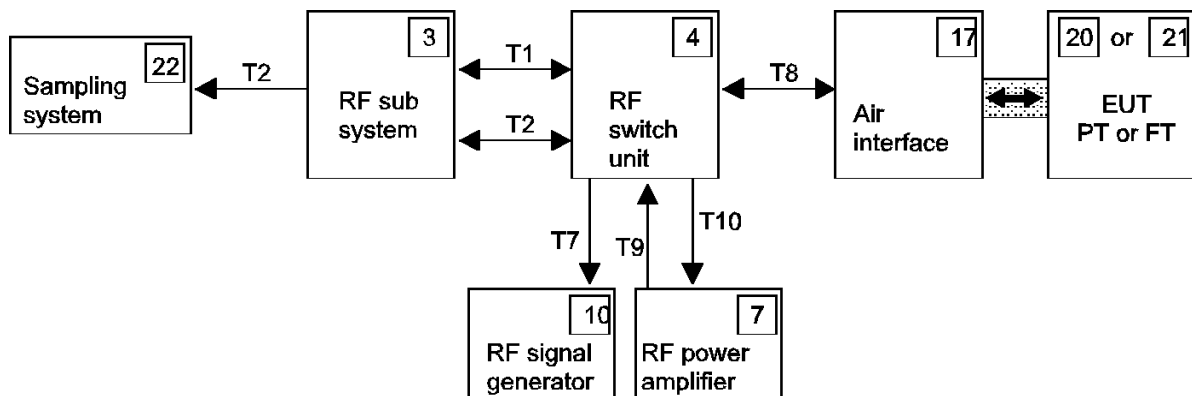 22
Sampling
system
T2
3
RF sub
system
T1
T2
4
RF
switch
unit
T8
17
Air
interface
20 or 21
EUT
PT or FT
T7
T9
T10
10
RF signal
generator
7
RF power
amplifier